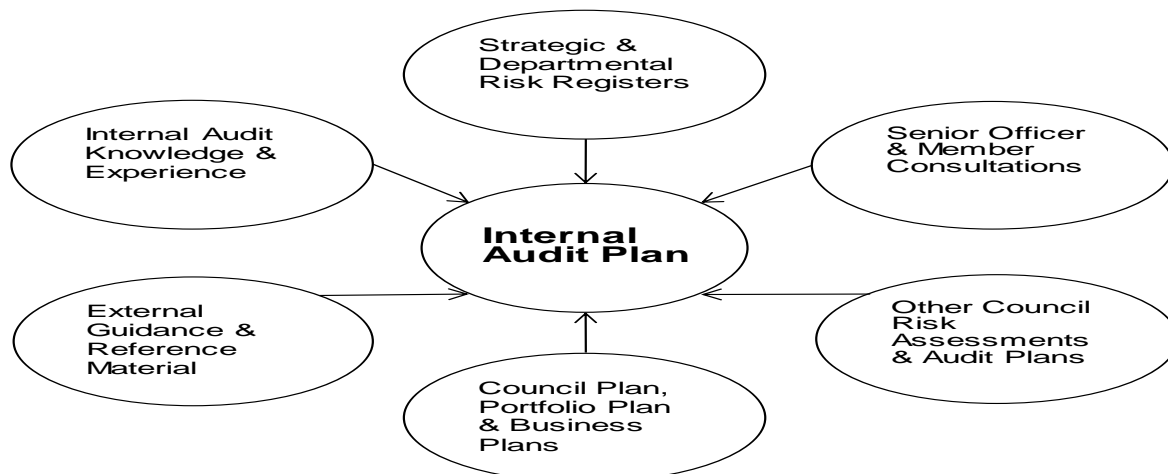 Strategic &
Departmental
Risk Registers
Internal Audit
Knowledge &
Experience
Senior Officer
& Member
Consultations
Internal
Audit Plan
External
Guidance &
Reference
Material
Other Council
Risk
Assessments
& Audit Plans
Council Plan,
Portfolio Plan
& Business
Plans